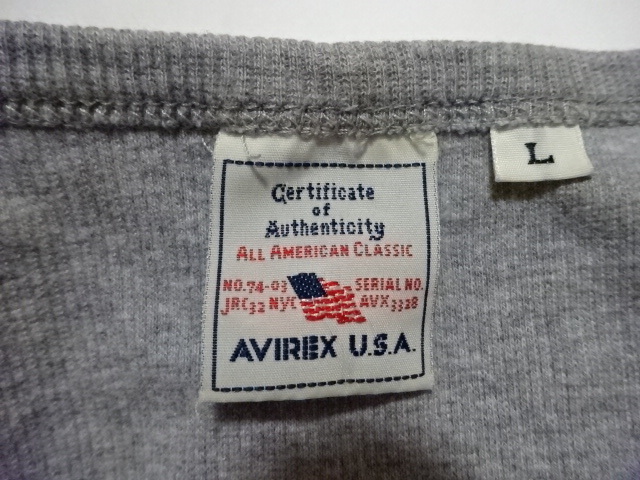 Certificate
of
Authenticity
ALL AMERICAN CLASSIC
NO.74-03 SERIAL NO.
JRC32 NYC AVX3328
AVIREX U.S.A.
L